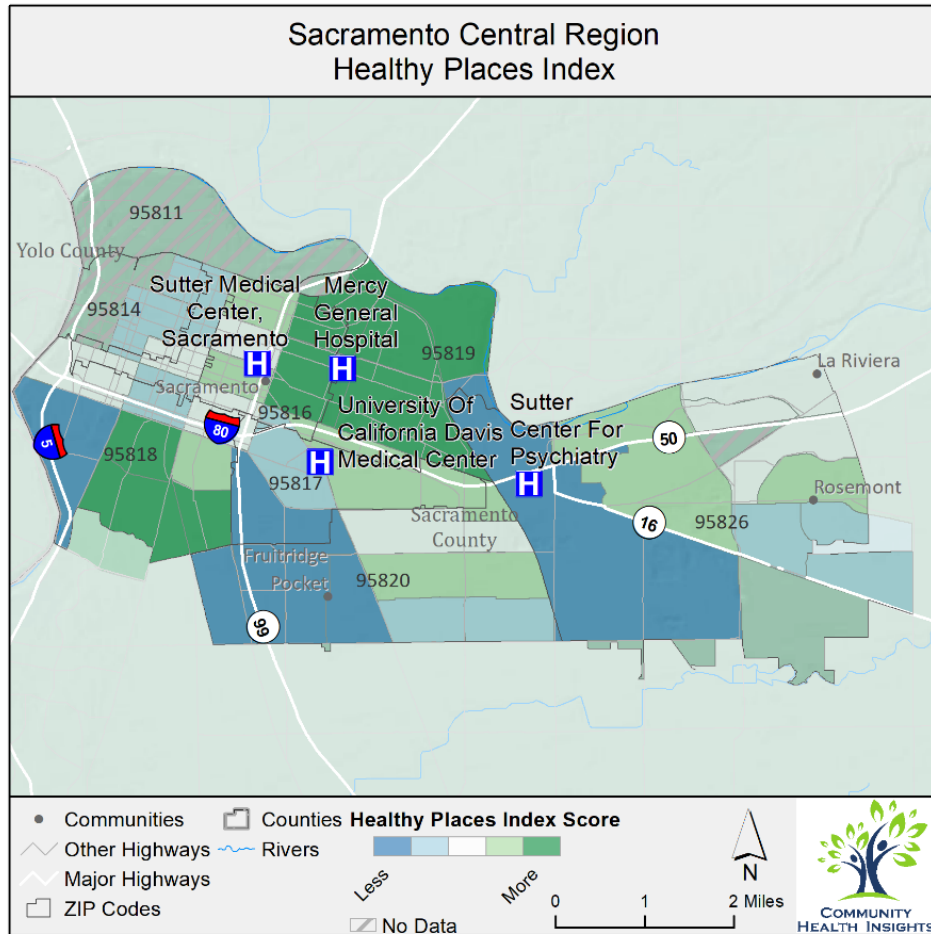 Sacramento Central Region
Healthy Places Index
95811
Yolo County
Sutter Medical
Center,
Sacramento
Mercy
General
Hospital
95814
95819
La Riviera
H
H
Sacramento
95816
University Of
California Davis
Medical Center
Sutter
Center For
Psychiatry
80
5
50
95818
H
95817
H
Rosemont
Sacramento
County
16
95826
Fruitridge
Pocket
95820
99
Communities
Other Highways
Major Highways
ZIP Codes
Counties
Rivers
Healthy Places Index Score
Less
More
No Data
N
0 1 2 Miles
COMMUNITY
HEALTH INSIGHTS